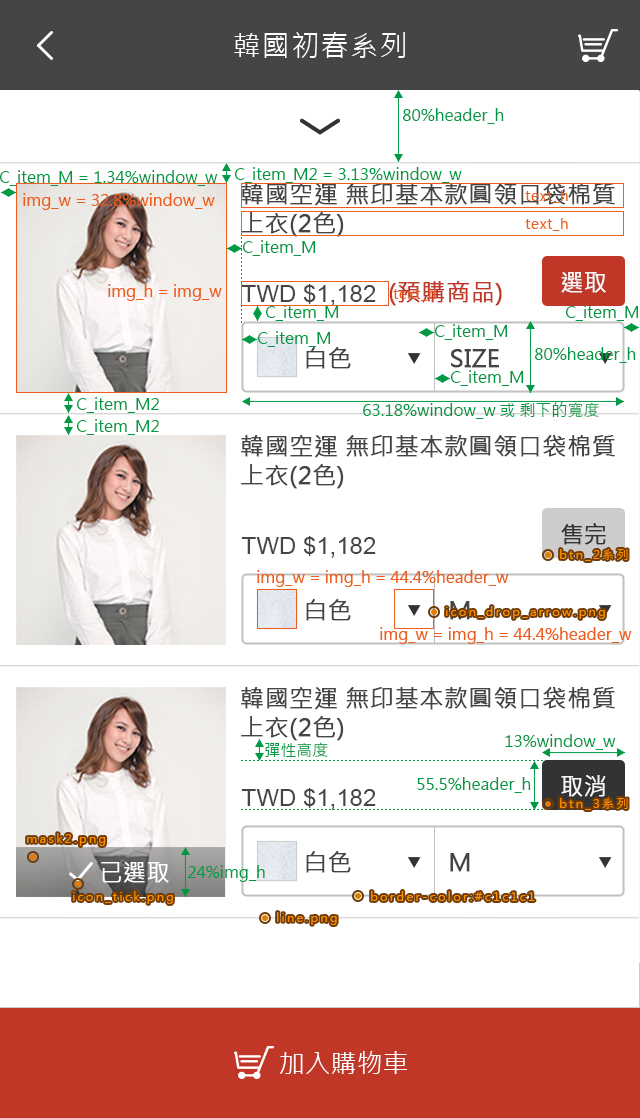 韓國初春系列
80%header_h
C_item_M = 1.34%window_w
C_item_M2 = 3.13%window_w
img_w = 32.8%window_w
韓國空運 無印基本款圓領口袋棉質
text_h
上衣(2色)
text_h
C_item_M
img_h = img_w
TWD $1,182
(預購商品)
選取
C_item_M
C_item_M
C_item_M
C_item_M
白色
SIZE
80%header_h
C_item_M
C_item_M2
63.18%window_w 或 剩下的寬度
C_item_M2
韓國空運 無印基本款圓領口袋棉質
上衣(2色)
TWD $1,182
售完
btn_2系列
img_w = img_h = 44.4%header_w
白色
M
icon_drop_arrow.png
img_w = img_h = 44.4%header_w
韓國空運 無印基本款圓領口袋棉質
上衣(2色)
彈性高度
13%window_w
55.5%header_h
TWD $1,182
取消
btn_3系列
mask2.png
已選取
24%img_h
icon_tick.png
白色
M
border-color:#c1c1c1
line.png
加入購物車